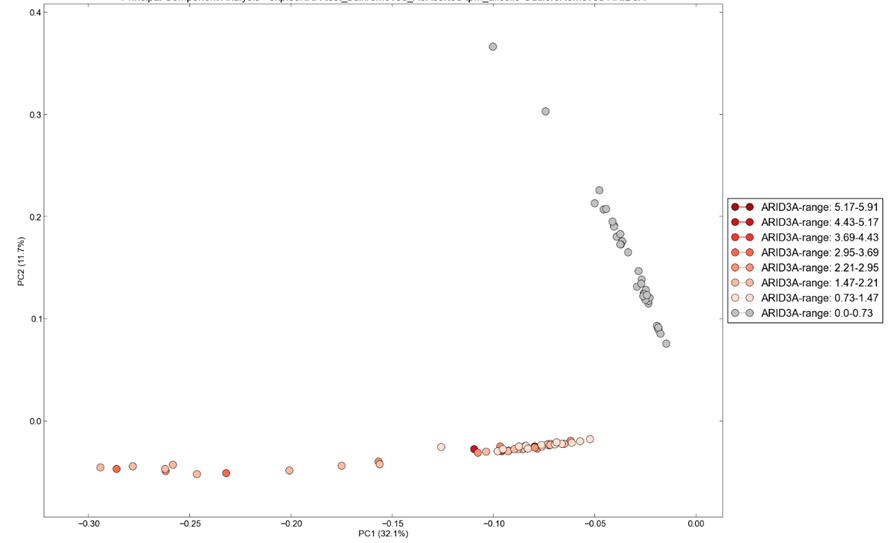 0.4
0.3
0.2
0.1
0.0
PC2 (11.7%)
−0.30
−0.25
−0.20
−0.15
−0.10
−0.05
0.00
PC1 (32.1%)
ARID3A-range: 5.17-5.91
ARID3A-range: 4.43-5.17
ARID3A-range: 3.69-4.43
ARID3A-range: 2.95-3.69
ARID3A-range: 2.21-2.95
ARID3A-range: 1.47-2.21
ARID3A-range: 0.73-1.47
ARID3A-range: 0.0-0.73